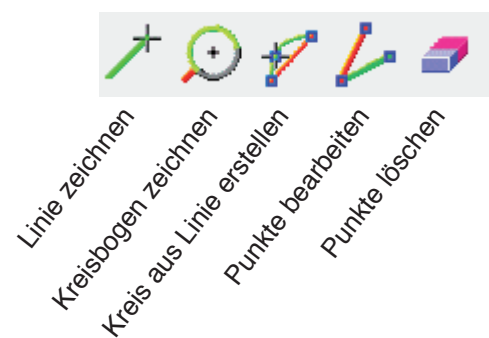 Linie zeichnen
Kreisbogen zeichnen
Kreis aus Linie erstellen
Punkte bearbeiten
Punkte löschen